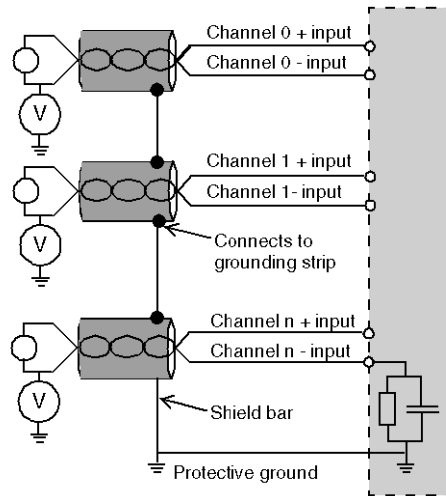 Channel 0 + input
Channel 0 - input
V
Channel 1 + input
Channel 1- input
V
Connects to
grounding strip
Channel n + input
Channel n - input
V
Shield bar
Protective ground